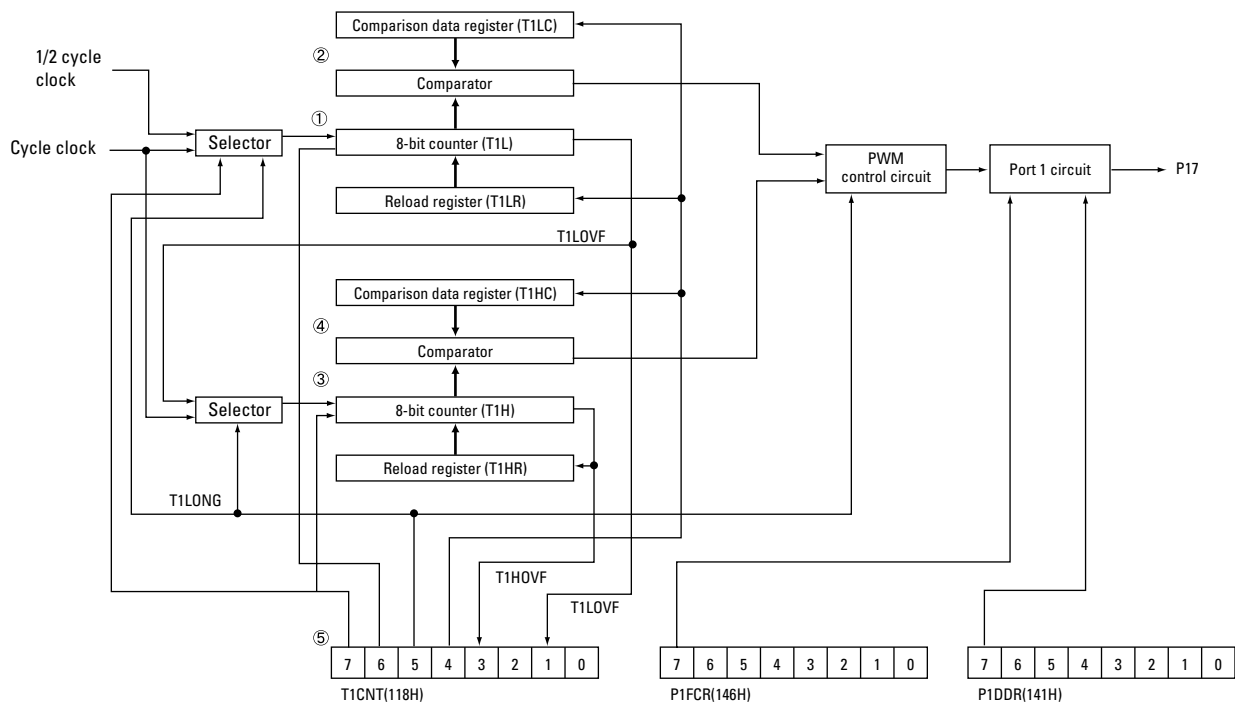 Comparison data register (T1LC)
1/2 cycle
clock
②
Comparator
①
Cycle clock
Selector
8-bit counter (T1L)
PWM
control circuit
Port 1 circuit
P17
Reload register (T1LR)
T1LOVF
Comparison data register (T1HC)
④
Comparator
③
Selector
8-bit counter (T1H)
Reload register (T1HR)
T1LONG
T1HOVF
T1LOVF
⑤
7 6 5 4 3 2 1 0
7 6 5 4 3 2 1 0
7 6 5 4 3 2 1 0
T1CNT(118H)
P1FCR(146H)
P1DDR(141H)